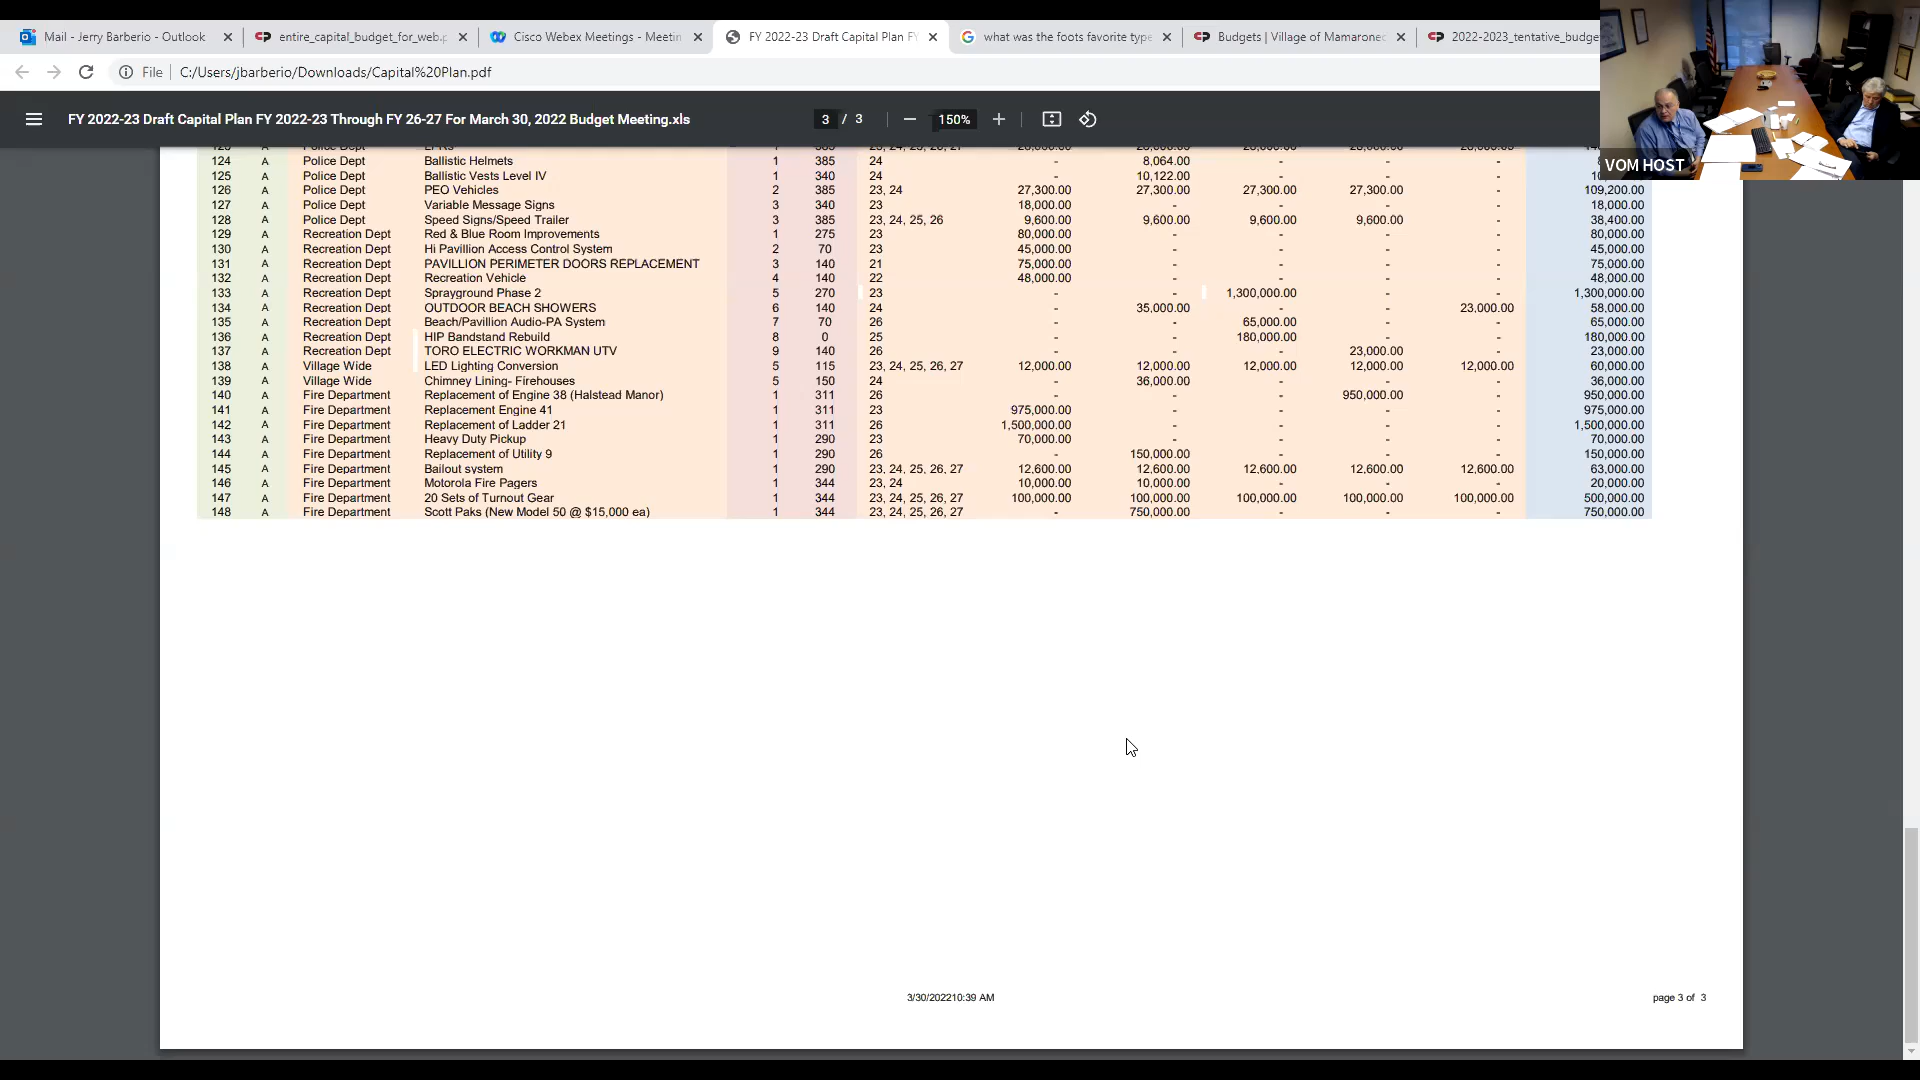 Mail - Jerry Barberio - Outlook
entire_capital_budget_for_web.p
Cisco Webex Meetings - Meetin
FY 2022-23 Draft Capital Plan FY
what was the foots favorite type
Budgets | Village of Mamaronec
2022-2023_tentative_budge
File | C:/Users/jbarberio/Downloads/Capital%20Plan.pdf
FY 2022-23 Draft Capital Plan FY 2022-23 Through FY 26-27 For March 30, 2022 Budget Meeting.xls 3 / 3 150%
VOM HOST
124 A Police Dept Ballistic Helmets 1 385 24 - 8,064.00 - - -
125 A Police Dept Ballistic Vests Level IV 1 340 24 - 10,122.00 - - -
126 A Police Dept PEO Vehicles 2 385 23, 24 27,300.00 27,300.00 27,300.00 27,300.00 - 109,200.00
127 A Police Dept Variable Message Signs 3 340 23 18,000.00 - - - - 18,000.00
128 A Police Dept Speed Signs/Speed Trailer 3 385 23, 24, 25, 26 9,600.00 9,600.00 9,600.00 9,600.00 - 38,400.00
129 A Recreation Dept Red & Blue Room Improvements 1 275 23 80,000.00 - - - - 80,000.00
130 A Recreation Dept Hi Pavillion Access Control System 2 70 23 45,000.00 - - - - 45,000.00
131 A Recreation Dept PAVILLION PERIMETER DOORS REPLACEMENT 3 140 21 75,000.00 - - - - 75,000.00
132 A Recreation Dept Recreation Vehicle 4 140 22 48,000.00 - - - - 48,000.00
133 A Recreation Dept Sprayground Phase 2 5 270 23 - - 1,300,000.00 - - 1,300,000.00
134 A Recreation Dept OUTDOOR BEACH SHOWERS 6 140 24 - 35,000.00 - - 23,000.00 58,000.00
135 A Recreation Dept Beach/Pavillion Audio-PA System 7 70 26 - - 65,000.00 - - 65,000.00
136 A Recreation Dept HIP Bandstand Rebuild 8 0 25 - - 180,000.00 - - 180,000.00
137 A Recreation Dept TORO ELECTRIC WORKMAN UTV 9 140 26 - - - 23,000.00 - 23,000.00
138 A Village Wide LED Lighting Conversion 5 115 23, 24, 25, 26, 27 12,000.00 12,000.00 12,000.00 12,000.00 12,000.00 60,000.00
139 A Village Wide Chimney Lining- Firehouses 5 150 24 - 36,000.00 - - - 36,000.00
140 A Fire Department Replacement of Engine 38 (Halstead Manor) 1 311 26 - - - 950,000.00 - 950,000.00
141 A Fire Department Replacement Engine 41 1 311 23 975,000.00 - - - - 975,000.00
142 A Fire Department Replacement of Ladder 21 1 311 26 1,500,000.00 - - - - 1,500,000.00
143 A Fire Department Heavy Duty Pickup 1 290 23 70,000.00 - - - - 70,000.00
144 A Fire Department Replacement of Utility 9 1 290 26 - 150,000.00 - - - 150,000.00
145 A Fire Department Bailout system 1 290 23, 24, 25, 26, 27 12,600.00 12,600.00 12,600.00 12,600.00 12,600.00 63,000.00
146 A Fire Department Motorola Fire Pagers 1 344 23, 24 10,000.00 10,000.00 - - - 20,000.00
147 A Fire Department 20 Sets of Turnout Gear 1 344 23, 24, 25, 26, 27 100,000.00 100,000.00 100,000.00 100,000.00 100,000.00 500,000.00
148 A Fire Department Scott Paks (New Model 50 @ $15,000 ea) 1 344 23, 24, 25, 26, 27 - 750,000.00 - - - 750,000.00
3/30/202210:39 AM
page 3 of 3